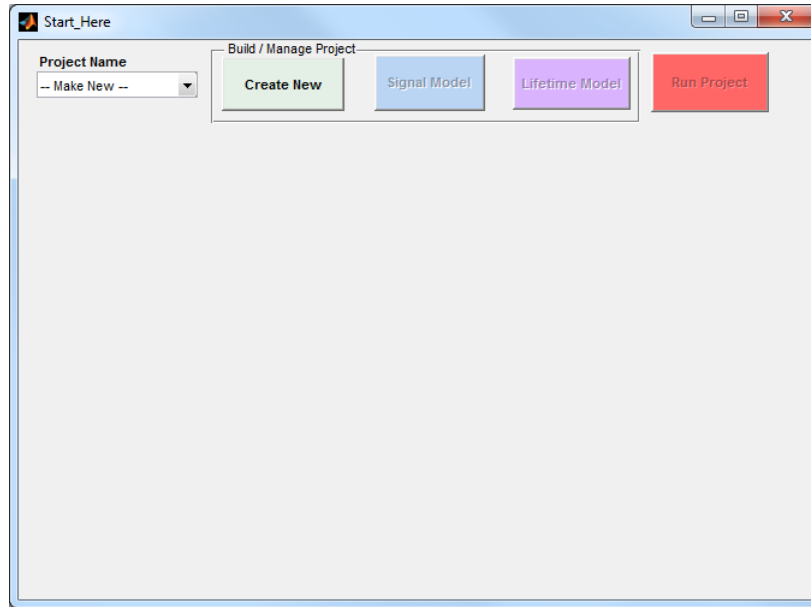 Start_Here
Project Name
-- Make New --
Build / Manage Project
Create New
Signal Model
Lifetime Model
Run Project